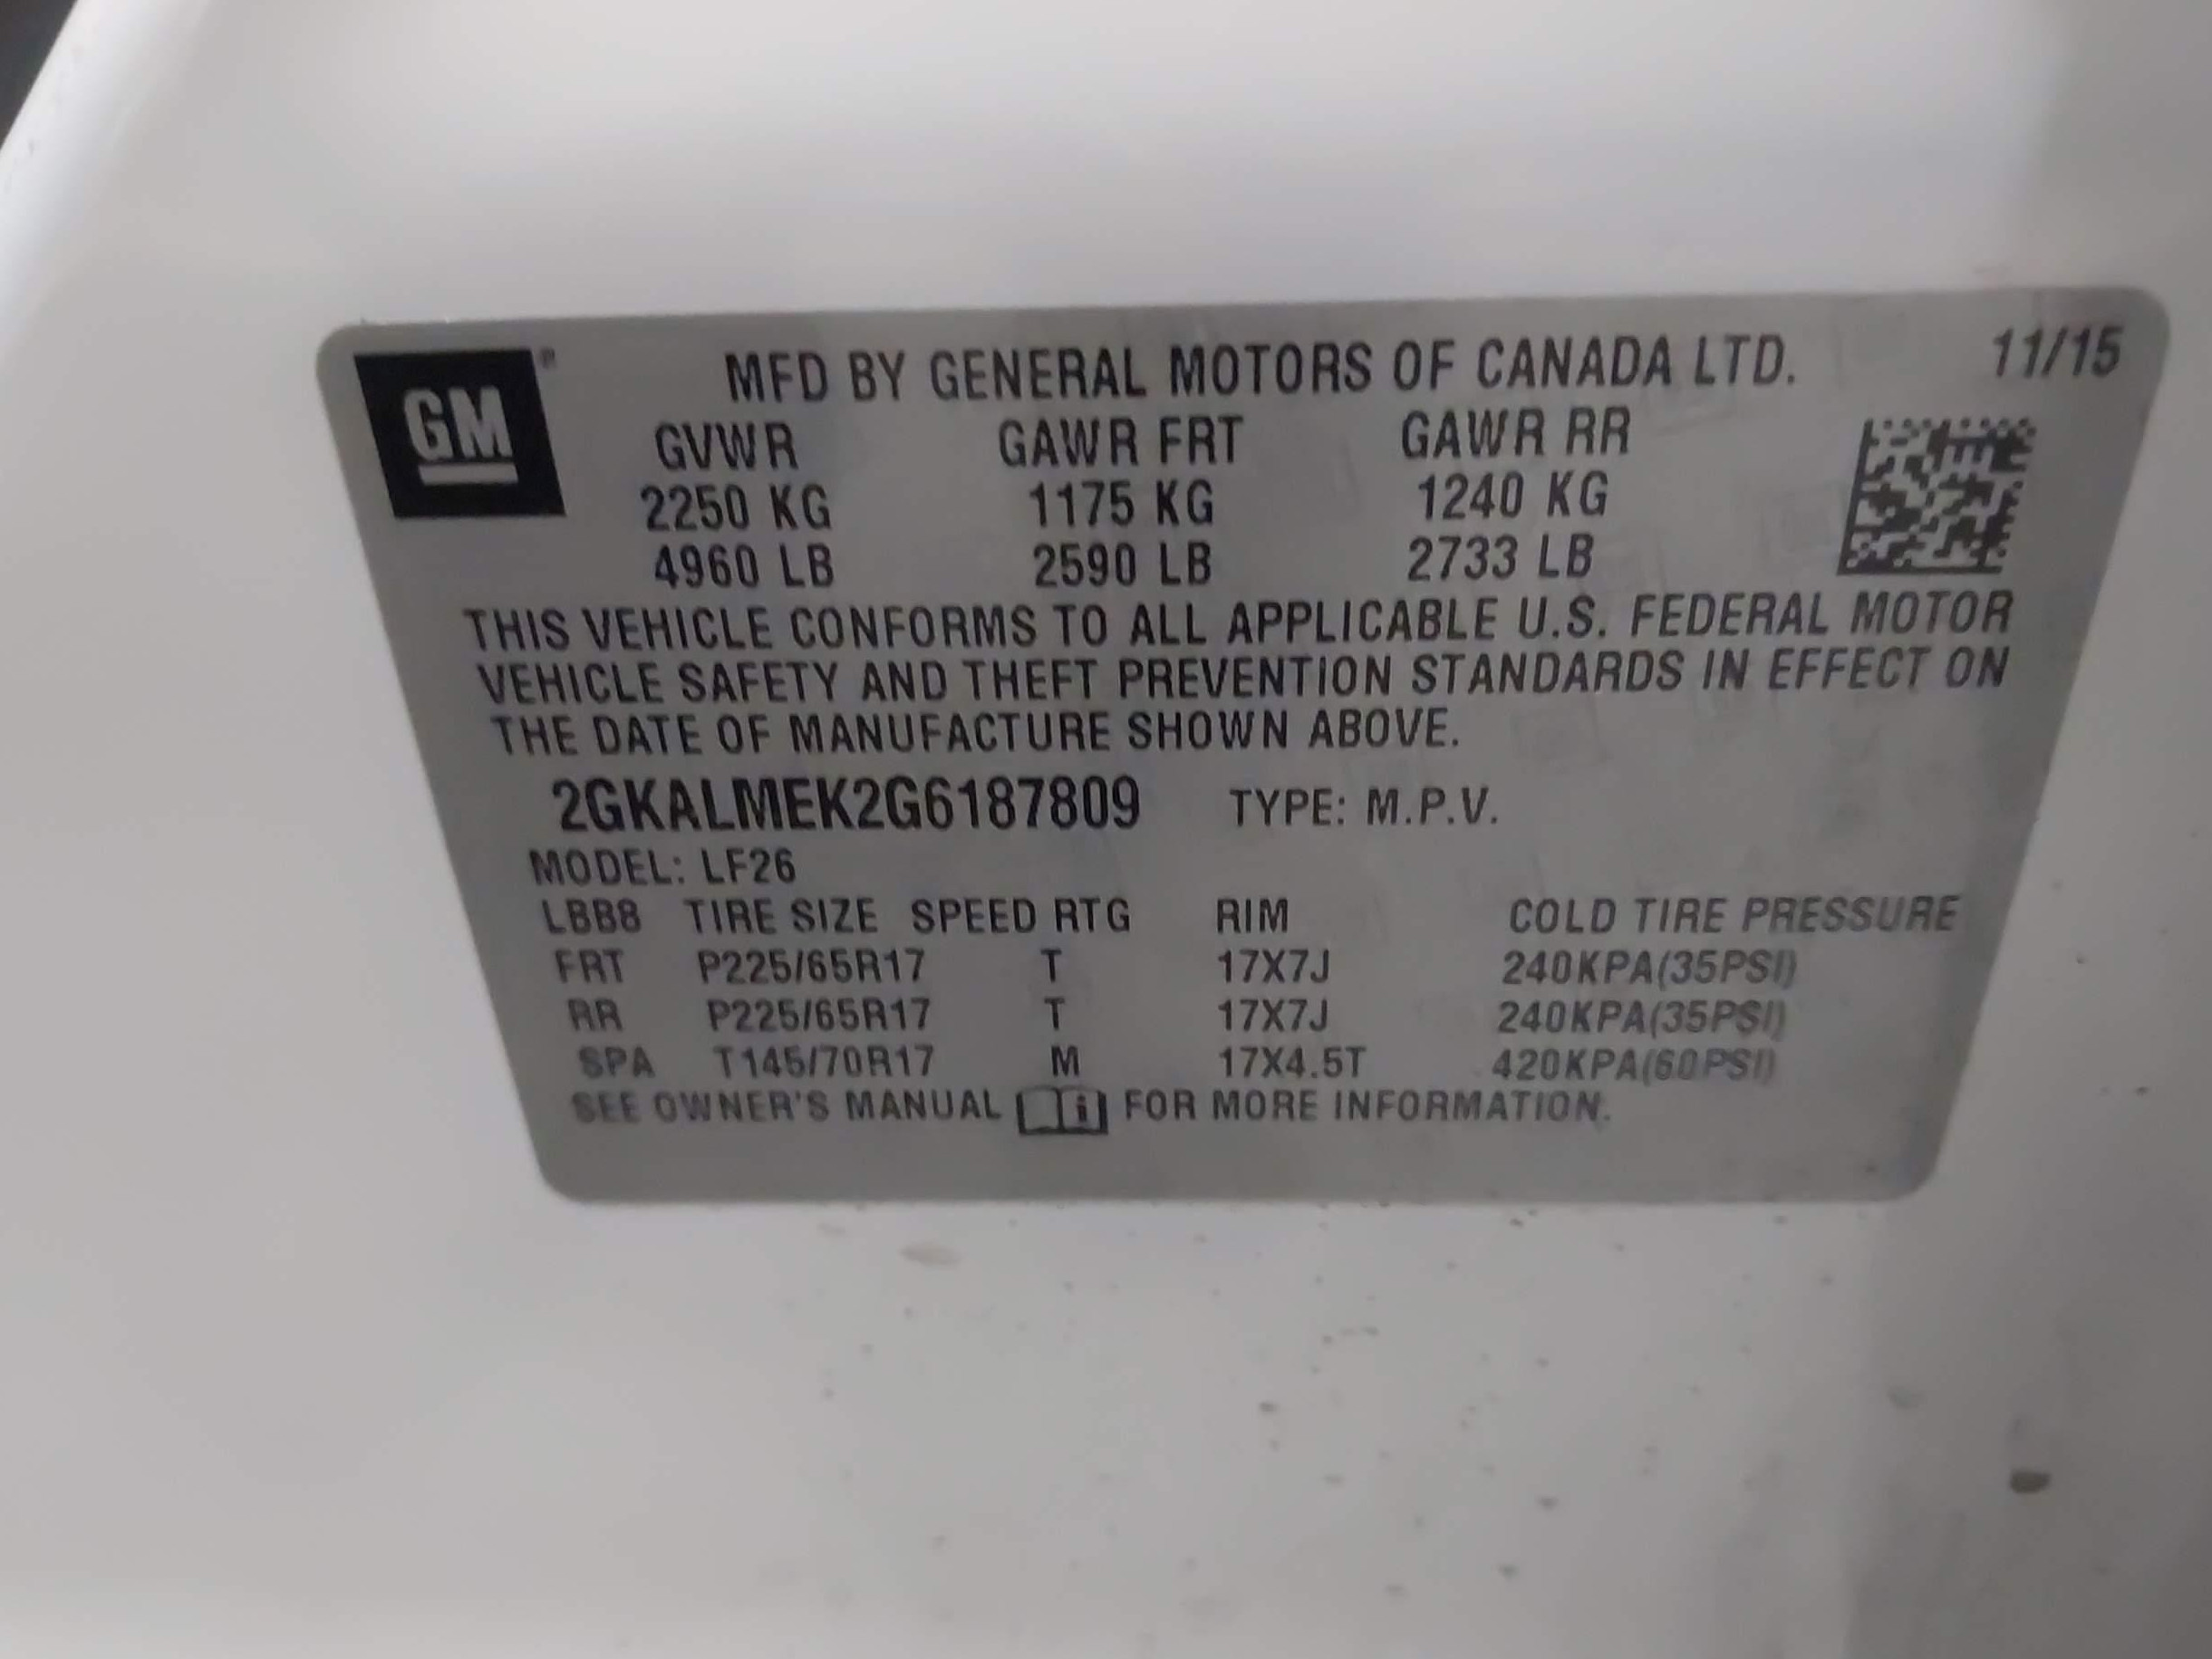 GM
MFD BY GENERAL MOTORS OF CANADA LTD. 11/15
GVWR GAWR FRT GAWR RR
2250 KG 1175 KG 1240 KG
4960 LB 2590 LB 2733 LB
THIS VEHICLE CONFORMS TO ALL APPLICABLE U.S. FEDERAL MOTOR
VEHICLE SAFETY AND THEFT PREVENTION STANDARDS IN EFFECT ON
THE DATE OF MANUFACTURE SHOWN ABOVE.
2GKALMEK2G6187809 TYPE: M.P.V.
MODEL: LF26
LBB8 TIRE SIZE SPEED RTG RIM COLD TIRE PRESSURE
FRT P225/65R17 T 17X7J 240KPA(35PSI)
RR P225/65R17 T 17X7J 240KPA(35PSI)
SPA T145/70R17 M 17X4.5T 420KPA(60PSI)
SEE OWNER'S MANUAL i FOR MORE INFORMATION.